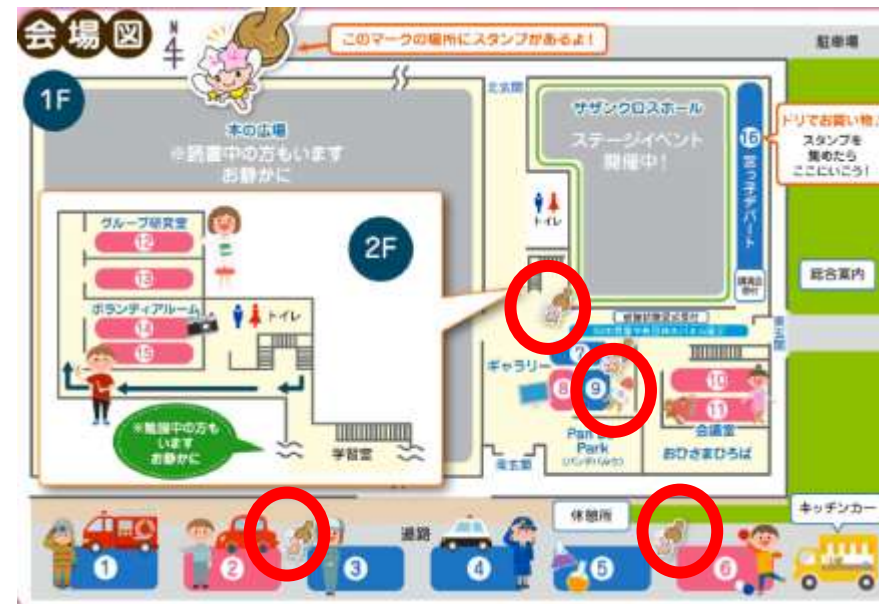 会場図
N
このマークの場所にスタンプがあるよ！
駐車場
1F
北玄関
本の広場
※読書中の方もいます
お静かに
サザンクロスホール
ステージイベント
開催中！
⑯ 宮っ子デパート
ドリでお買い物♪
スタンプを
集めたら
ここにいこう！
トイレ
グループ研究室
⑫
⑬
2F
ボランティアルーム
⑭
⑮
トイレ
総合案内
東玄関
ギャラリー
⑦
⑧
⑨
⑩
⑪
会議室
おひさまひろば
Park
南玄関
※勉強中の方も
います
お静かに
学習室
休憩所
キッチンカー
通路
①
②
③
④
⑤
⑥